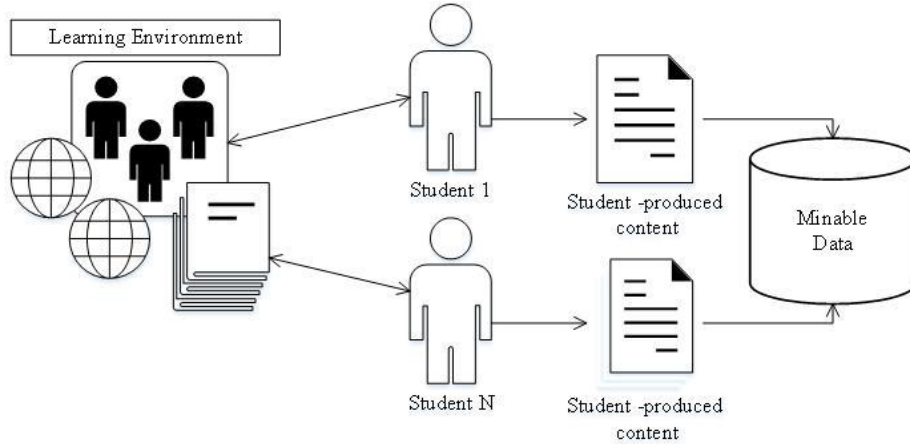 Learning Environment
Student 1
Student -produced
content
Minable
Data
Student N
Student -produced
content